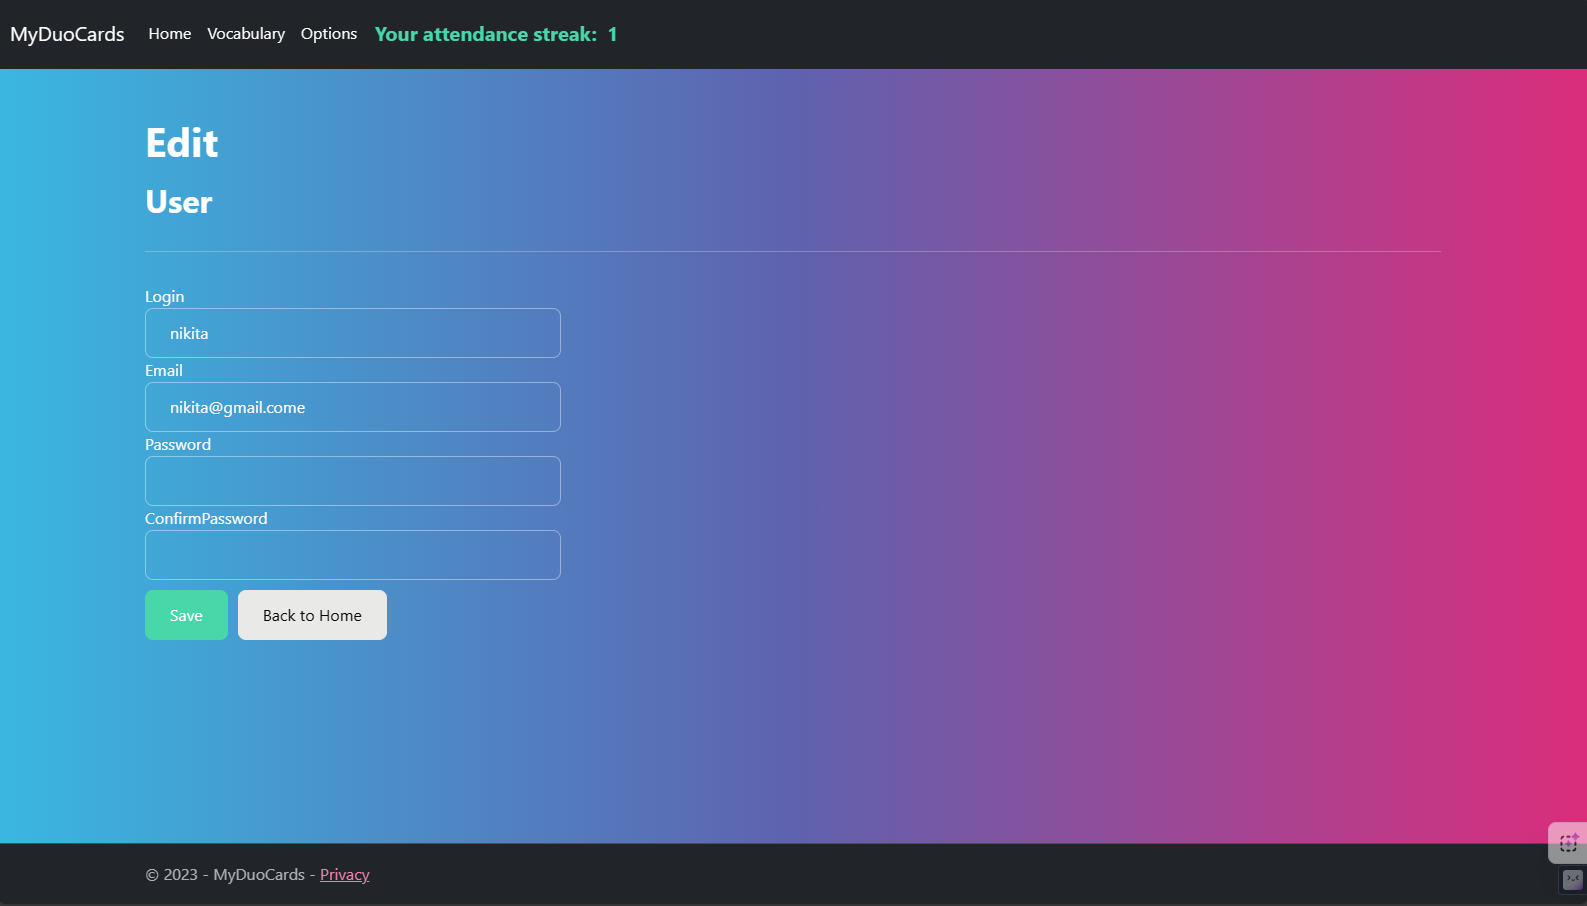 MyDuoCards Home Vocabulary Options Your attendance streak: 1
Edit
User
Login
nikita
Email
nikita@gmail.come
Password
ConfirmPassword
Save Back to Home
© 2023 - MyDuoCards - Privacy